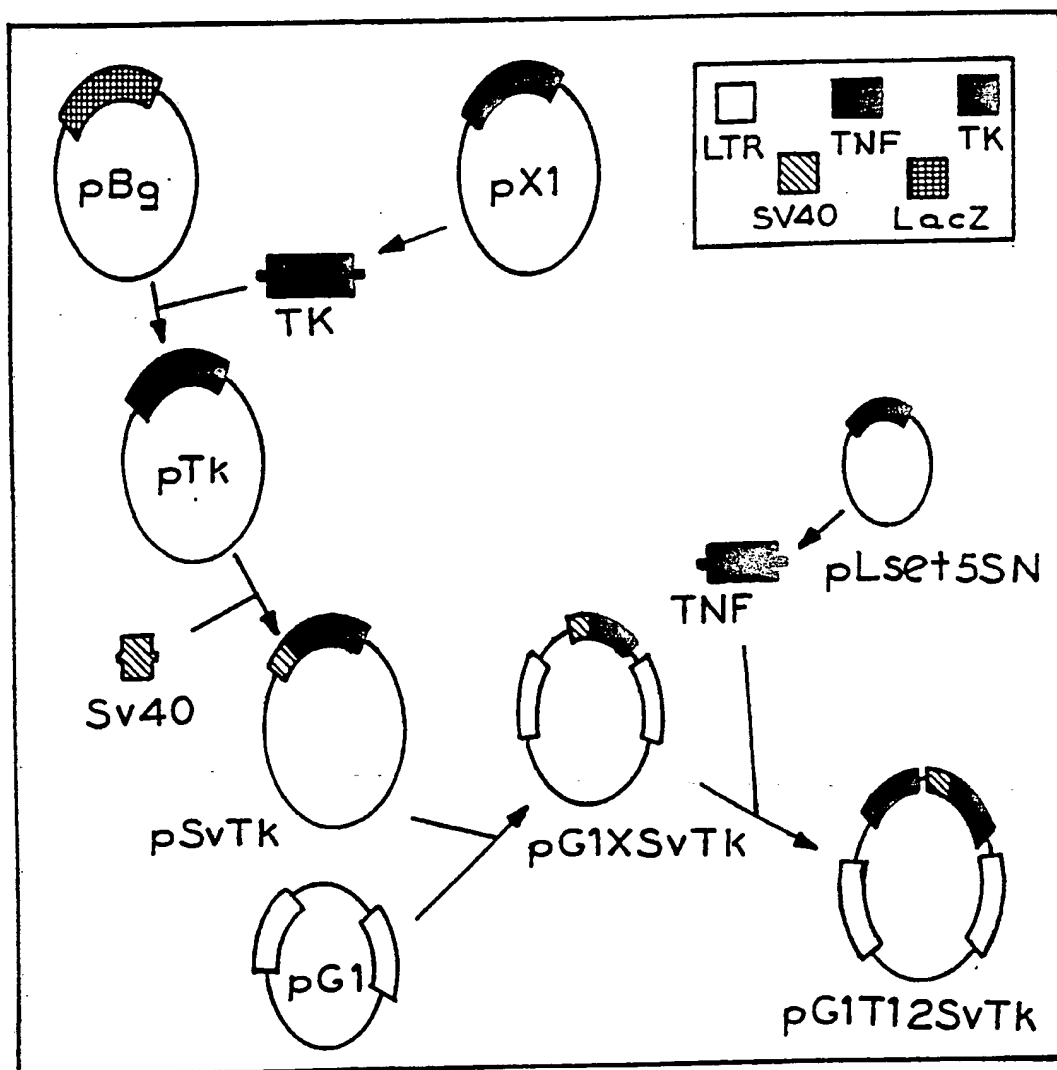 pBg
pX1
LTR TNF TK
SV40 LacZ
TK
pTk
pLset5SN
TNF
Sv40
pSvTk
pG1XSvTk
pG1
pG1T12SvTk